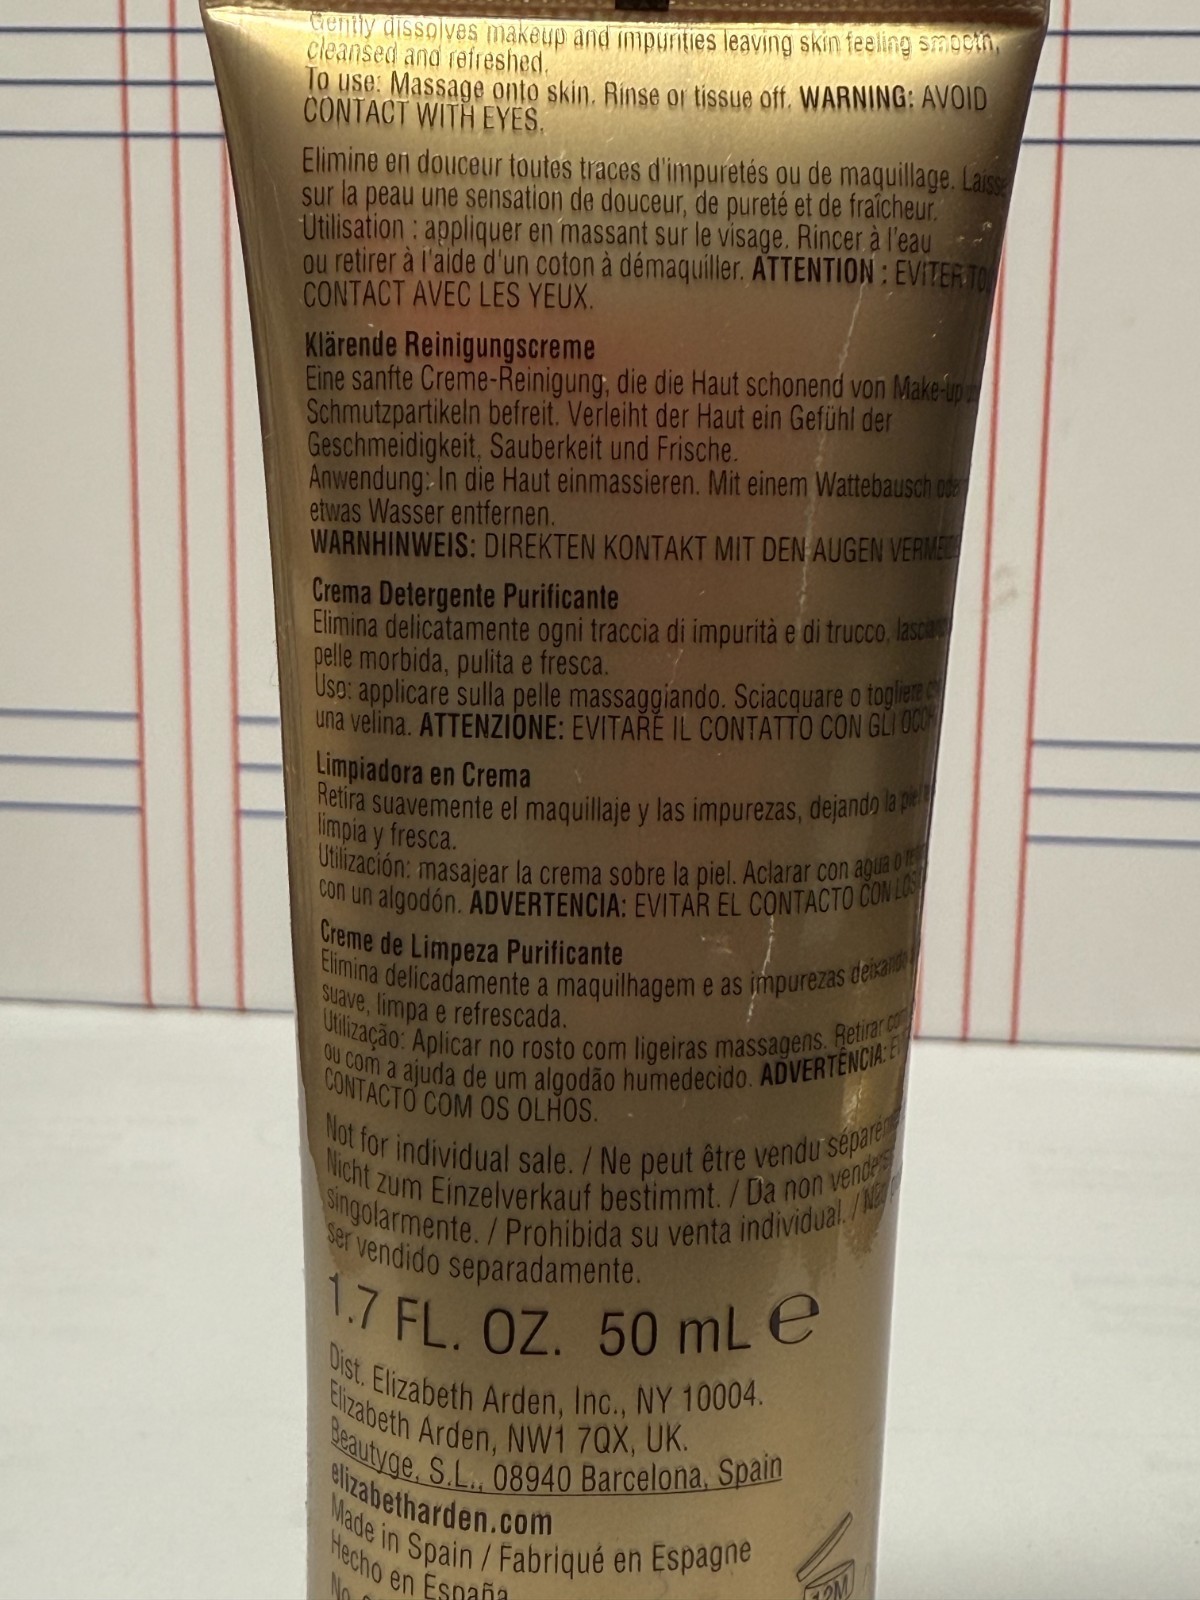 Gently dissolves makeup and impurities leaving skin feeling smooth,
cleansed and refreshed.
To use: Massage onto skin. Rinse or tissue off. WARNING: AVOID
CONTACT WITH EYES.
Elimine en douceur toutes traces d'impuretés ou de maquillage. Laisse
sur la peau une sensation de douceur, de pureté et de fraîcheur.
Utilisation : appliquer en massant sur le visage. Rincer à l'eau
ou retirer à l'aide d'un coton à démaquiller. ATTENTION : EVITER TO
CONTACT AVEC LES YEUX.
Klärende Reinigungscreme
Eine sanfte Creme-Reinigung, die die Haut schonend von Make-up
Schmutzpartikeln befreit. Verleiht der Haut ein Gefühl der
Geschmeidigkeit, Sauberkeit und Frische.
Anwendung: In die Haut einmassieren. Mit einem Wattebausch oder
etwas Wasser entfernen.
WARNHINWEIS: DIREKTEN KONTAKT MIT DEN AUGEN VERME
Crema Detergente Purificante
Elimina delicatamente ogni traccia di impurità e di trucco, lascia
pelle morbida, pulita e fresca.
Uso: applicare sulla pelle massaggiando. Sciacquare o togliere
una velina. ATTENZIONE: EVITARE IL CONTATTO CON GLI OCCH
Limpiadora en Crema
Retira suavemente el maquillaje y las impurezas, dejando la piel
limpia y fresca.
Utilización: masajear la crema sobre la piel. Aclarar con agua o
con un algodón. ADVERTENCIA: EVITAR EL CONTACTO CON LOS
Creme de Limpeza Purificante
Elimina delicadamente a maquilhagem e as impurezas deixando
suave, limpa e refrescada.
Utilização: Aplicar no rosto com ligeiras massagens. Retirar com
ou com a ajuda de um algodão humedecido. ADVERTÊNCIA:
CONTACTO COM OS OLHOS.
Not for individual sale. / Ne peut être vendu séparé
Nicht zum Einzelverkauf bestimmt. / Da non venders
singolarmente. / Prohibida su venta individual. /
ser vendido separadamente.
1.7 FL. OZ. 50 mL ℮
Dist. Elizabeth Arden, Inc., NY 10004.
Elizabeth Arden, NW1 7QX, UK.
Beautyge, S.L., 08940 Barcelona, Spain
elizabetharden.com
Made in Spain / Fabriqué en Espagne
Hecho en España
12M